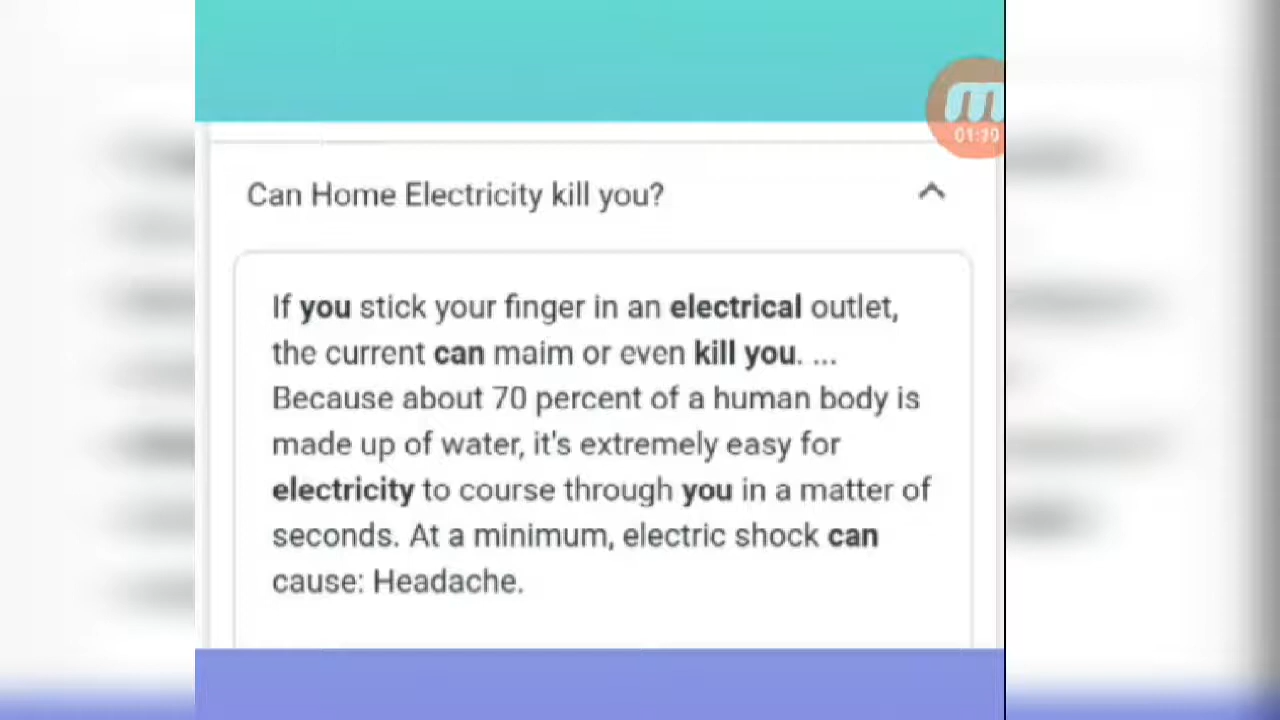 01:39
Can Home Electricity kill you?
If you stick your finger in an electrical outlet,
the current can maim or even kill you. ...
Because about 70 percent of a human body is
made up of water, it's extremely easy for
electricity to course through you in a matter of
seconds. At a minimum, electric shock can
cause: Headache.